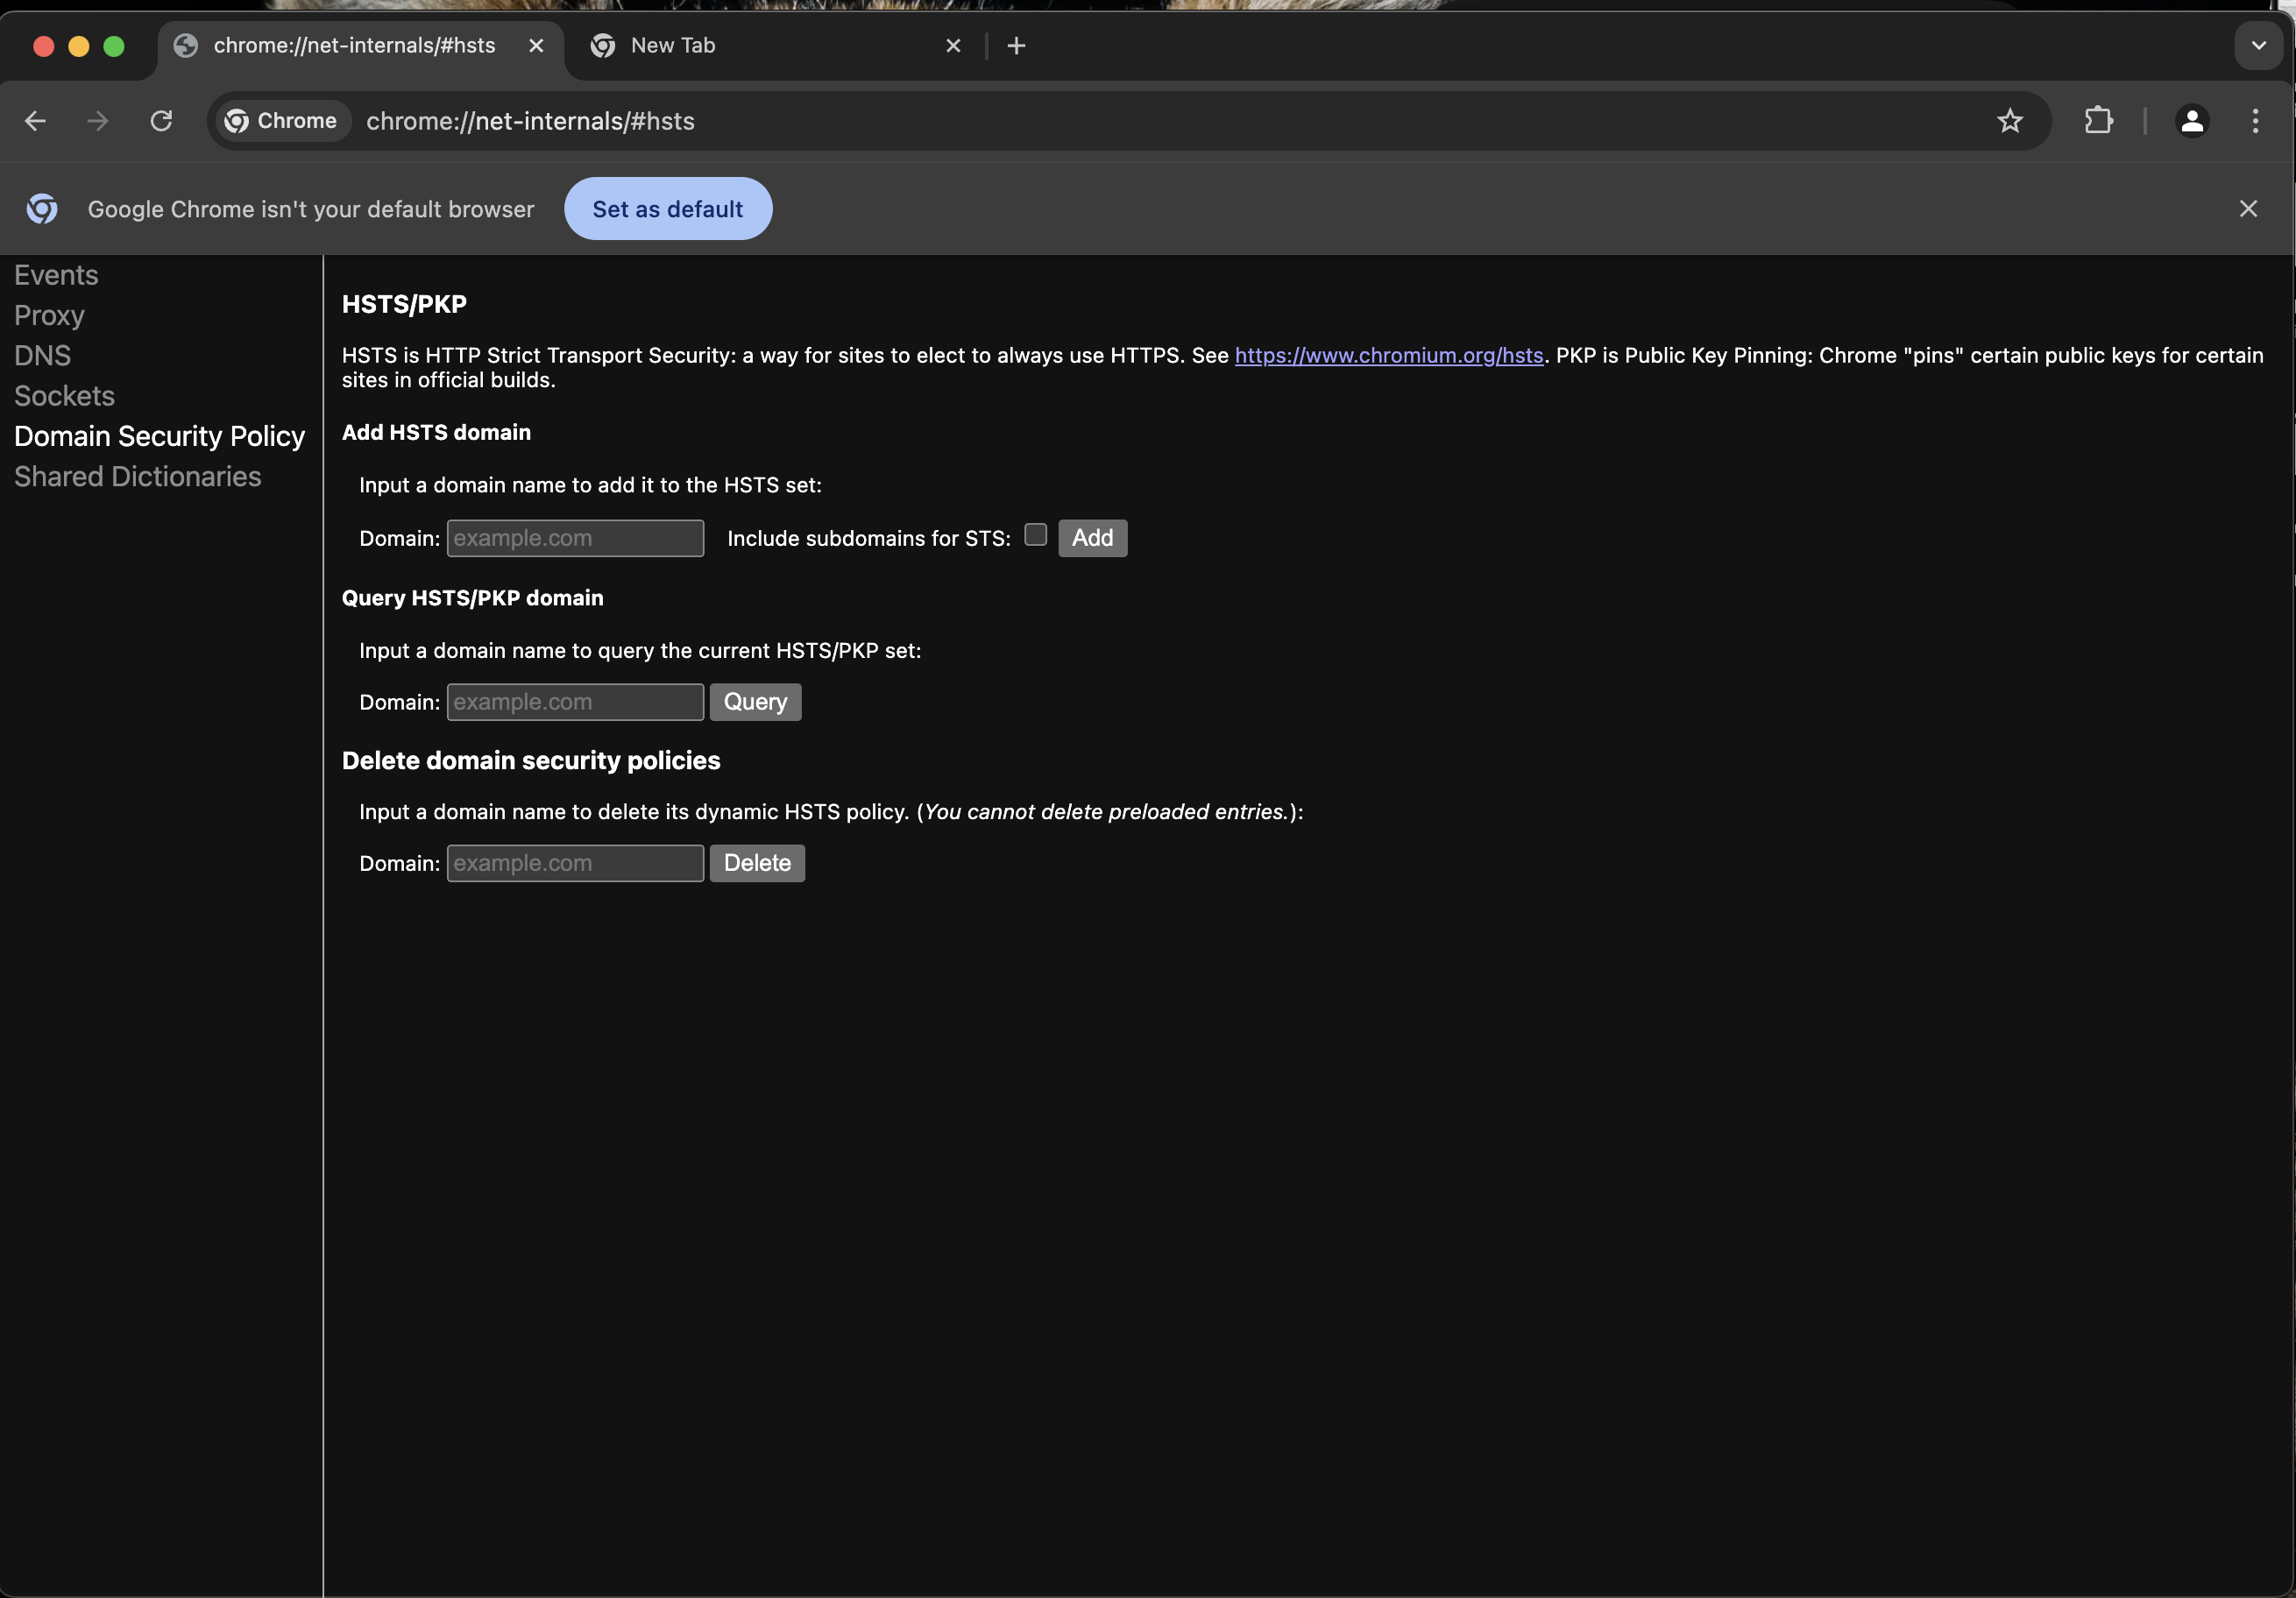 chrome://net-internals/#hsts
New Tab
Chrome chrome://net-internals/#hsts
Google Chrome isn't your default browser Set as default
Events
Proxy
DNS
Sockets
Domain Security Policy
Shared Dictionaries
HSTS/PKP
HSTS is HTTP Strict Transport Security: a way for sites to elect to always use HTTPS. See https://www.chromium.org/hsts. PKP is Public Key Pinning: Chrome "pins" certain public keys for certain
sites in official builds.
Add HSTS domain
Input a domain name to add it to the HSTS set:
Domain: example.com Include subdomains for STS: Add
Query HSTS/PKP domain
Input a domain name to query the current HSTS/PKP set:
Domain: example.com Query
Delete domain security policies
Input a domain name to delete its dynamic HSTS policy. (You cannot delete preloaded entries.):
Domain: example.com Delete